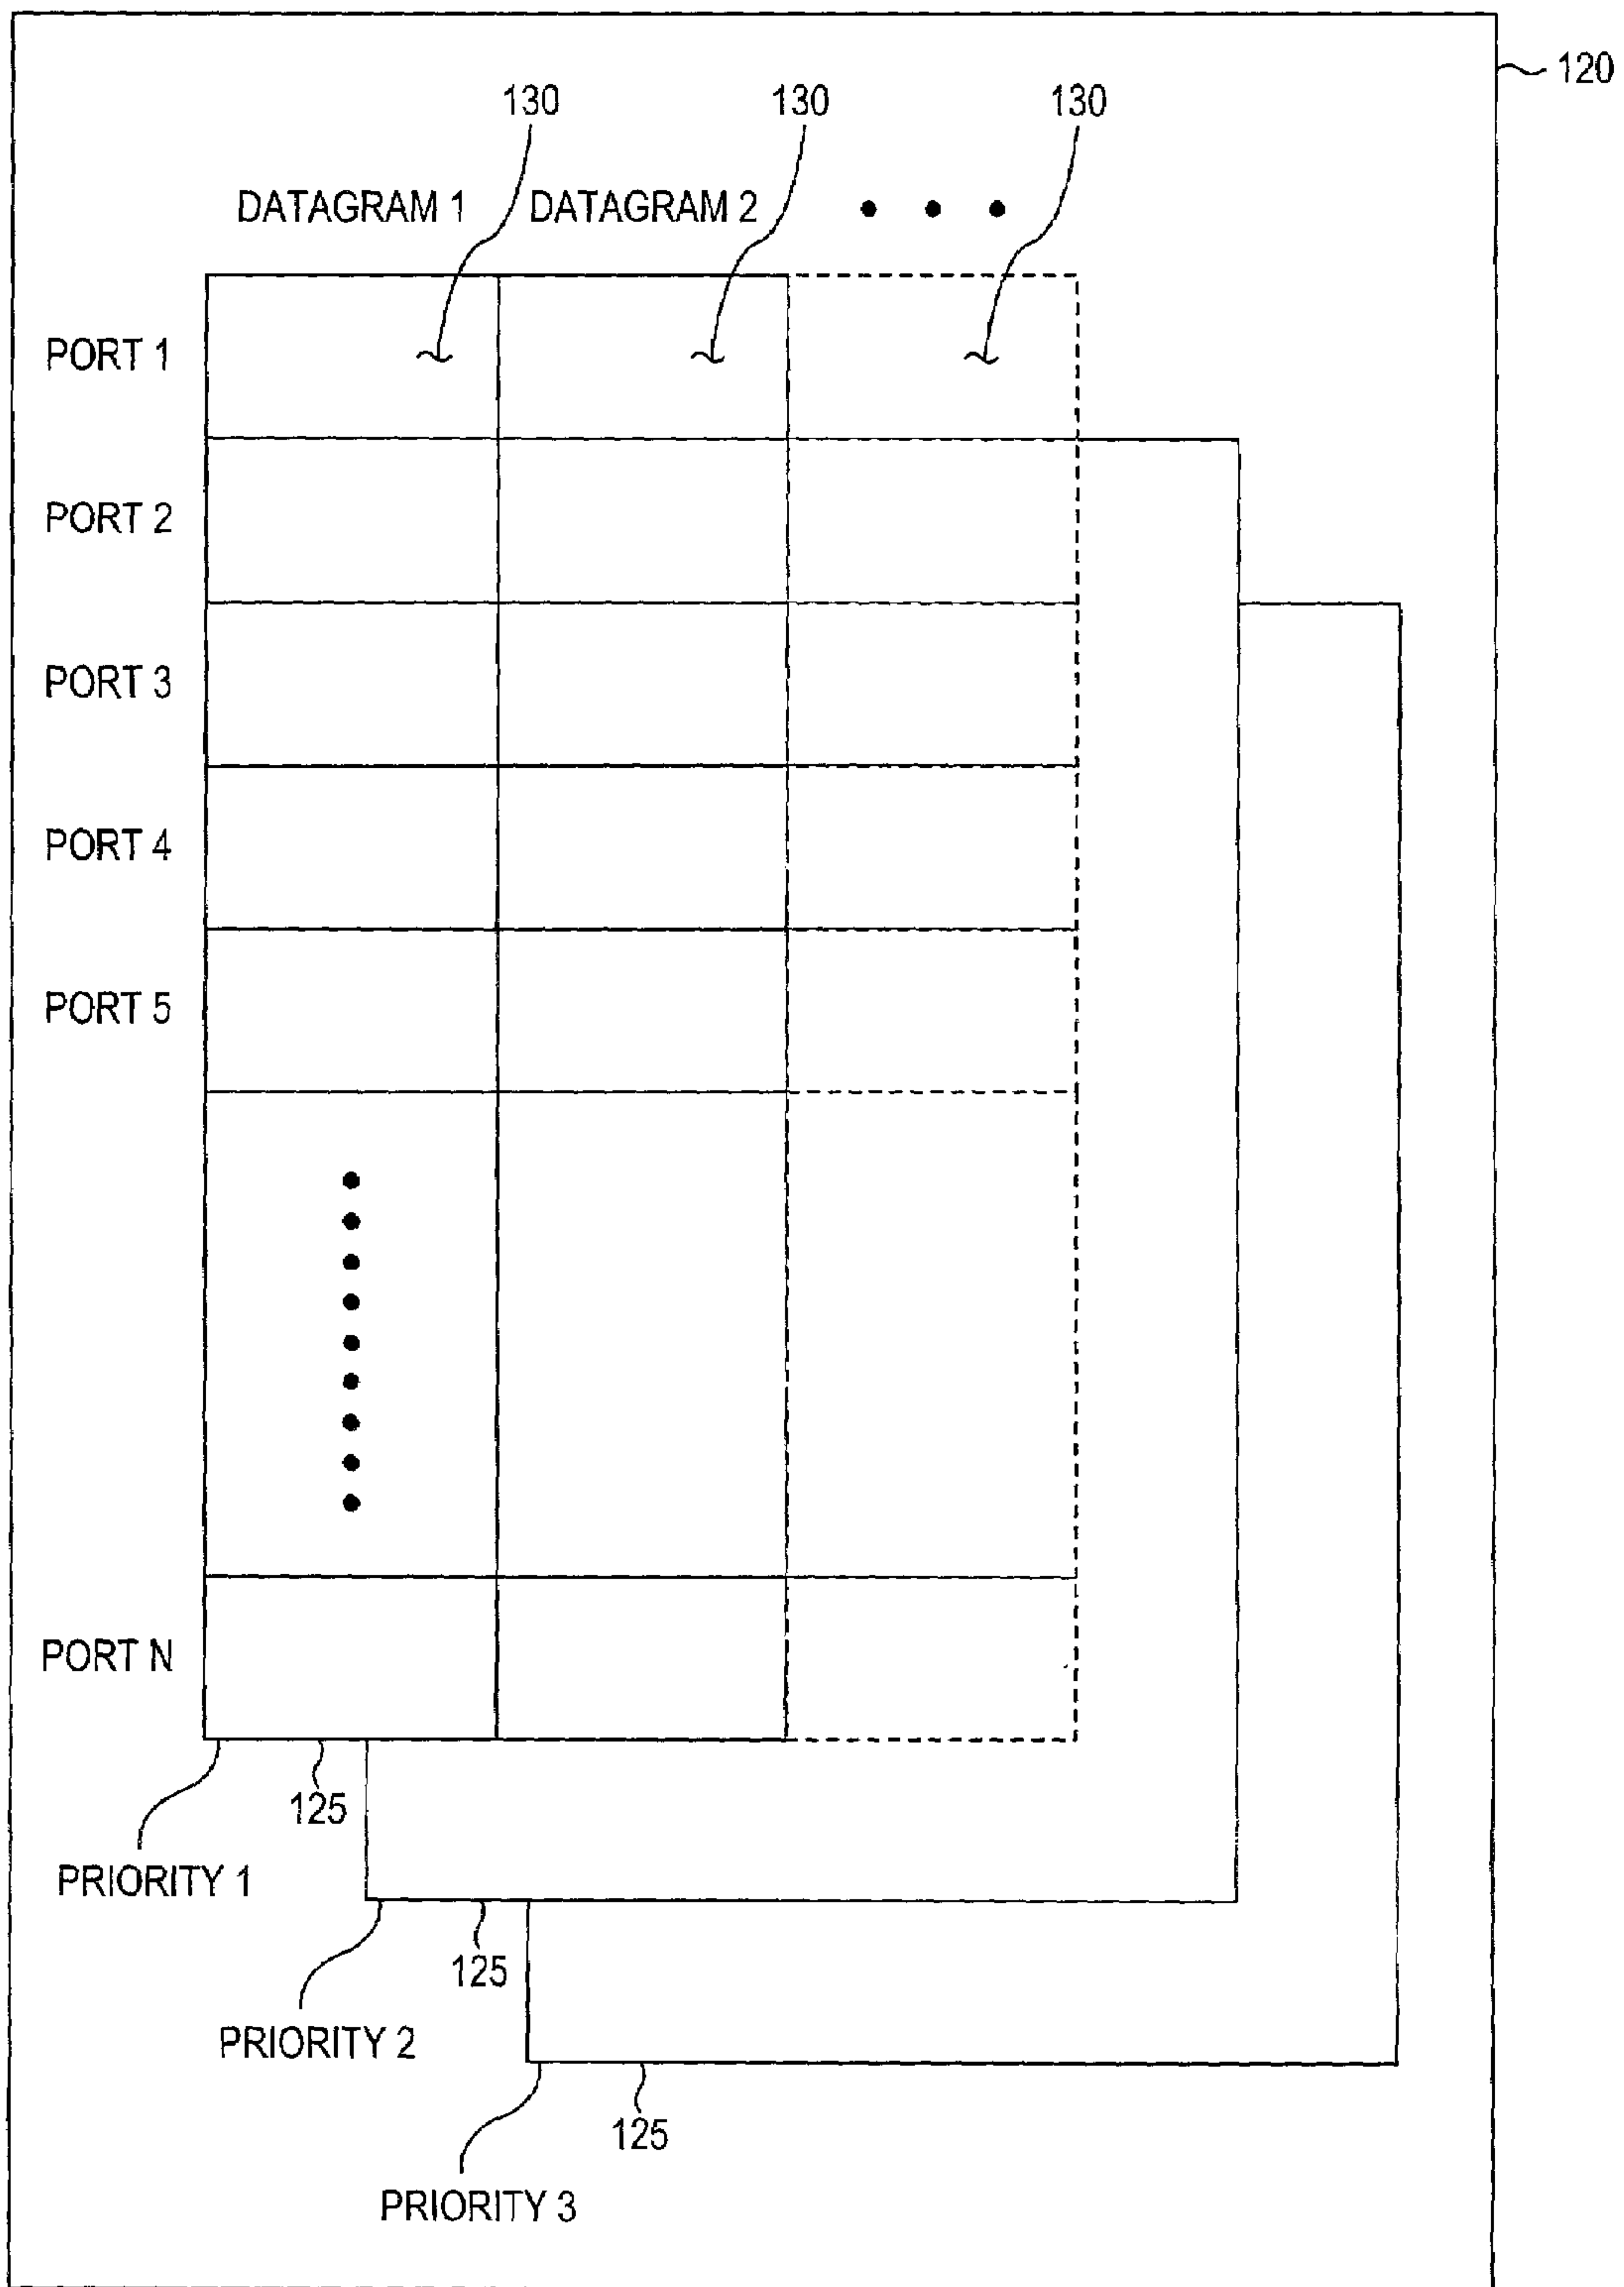 120
130 130 130
DATAGRAM 1 DATAGRAM 2 • • •
PORT 1
PORT 2
PORT 3
PORT 4
PORT 5
PORT N
125
PRIORITY 1
125
PRIORITY 2
125
PRIORITY 3